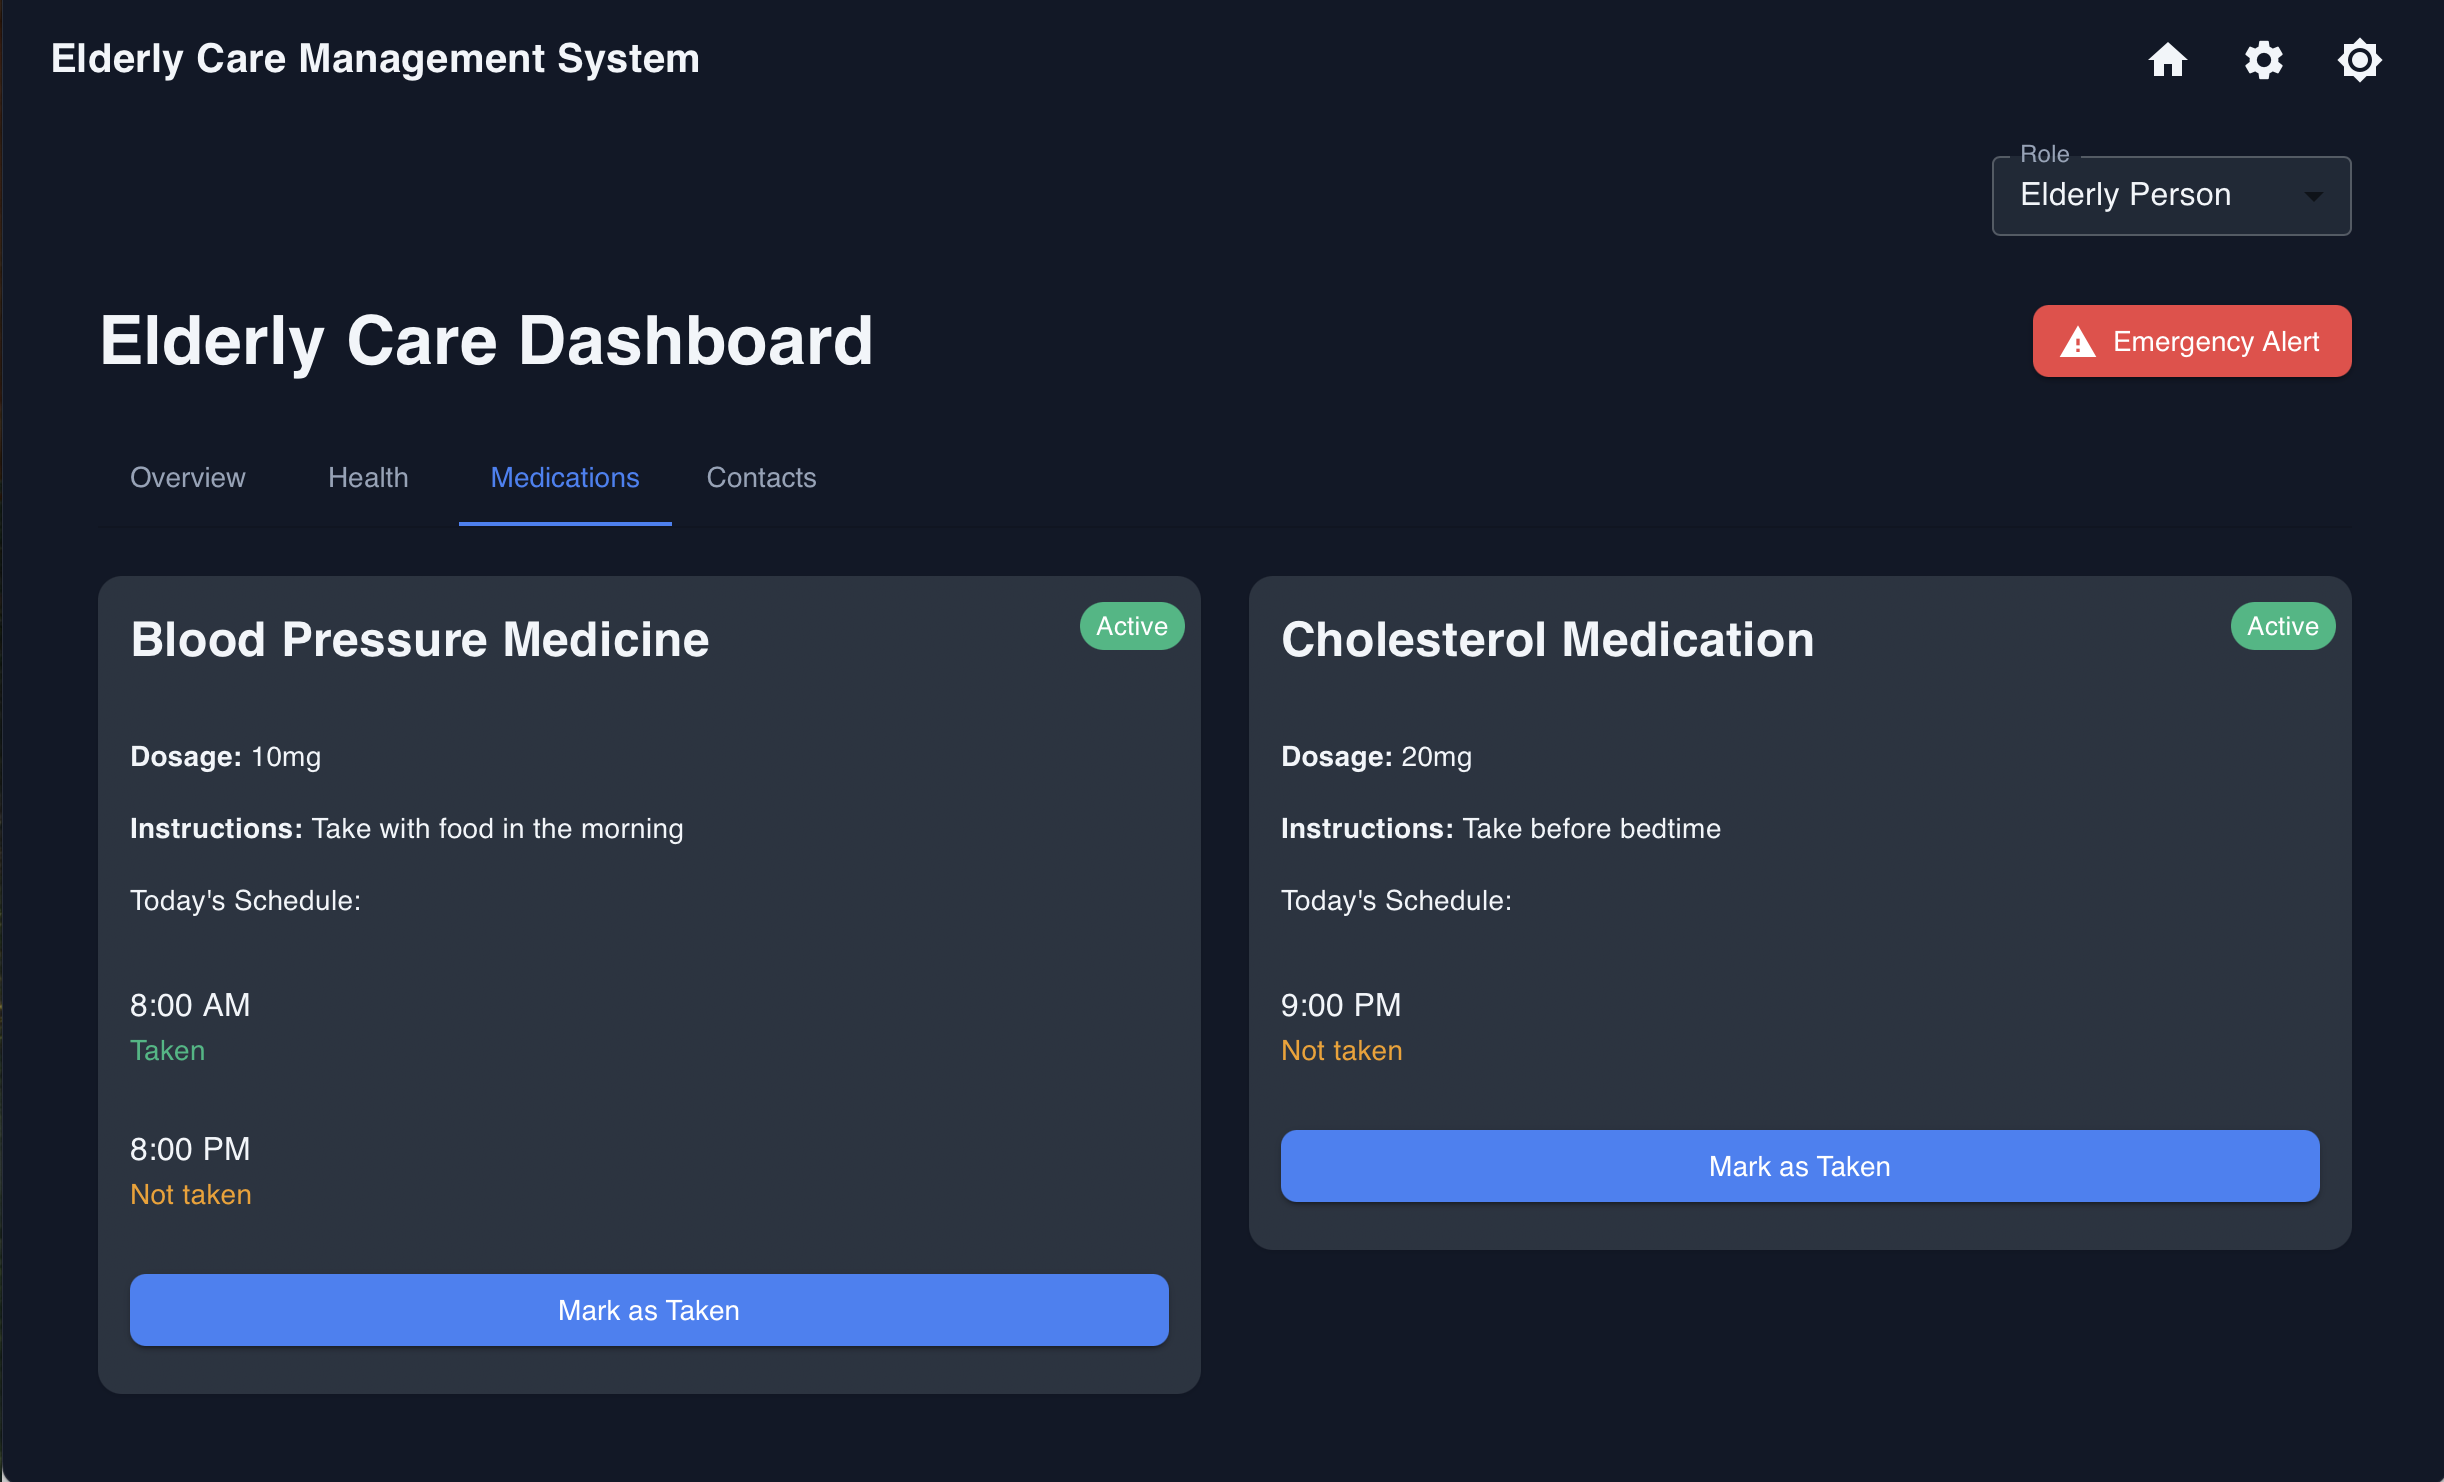 Elderly Care Management System
Role
Elderly Person
Elderly Care Dashboard
Emergency Alert
Overview Health Medications Contacts
Blood Pressure Medicine
Active
Dosage: 10mg
Instructions: Take with food in the morning
Today's Schedule:
8:00 AM
Taken
8:00 PM
Not taken
Mark as Taken
Cholesterol Medication
Active
Dosage: 20mg
Instructions: Take before bedtime
Today's Schedule:
9:00 PM
Not taken
Mark as Taken